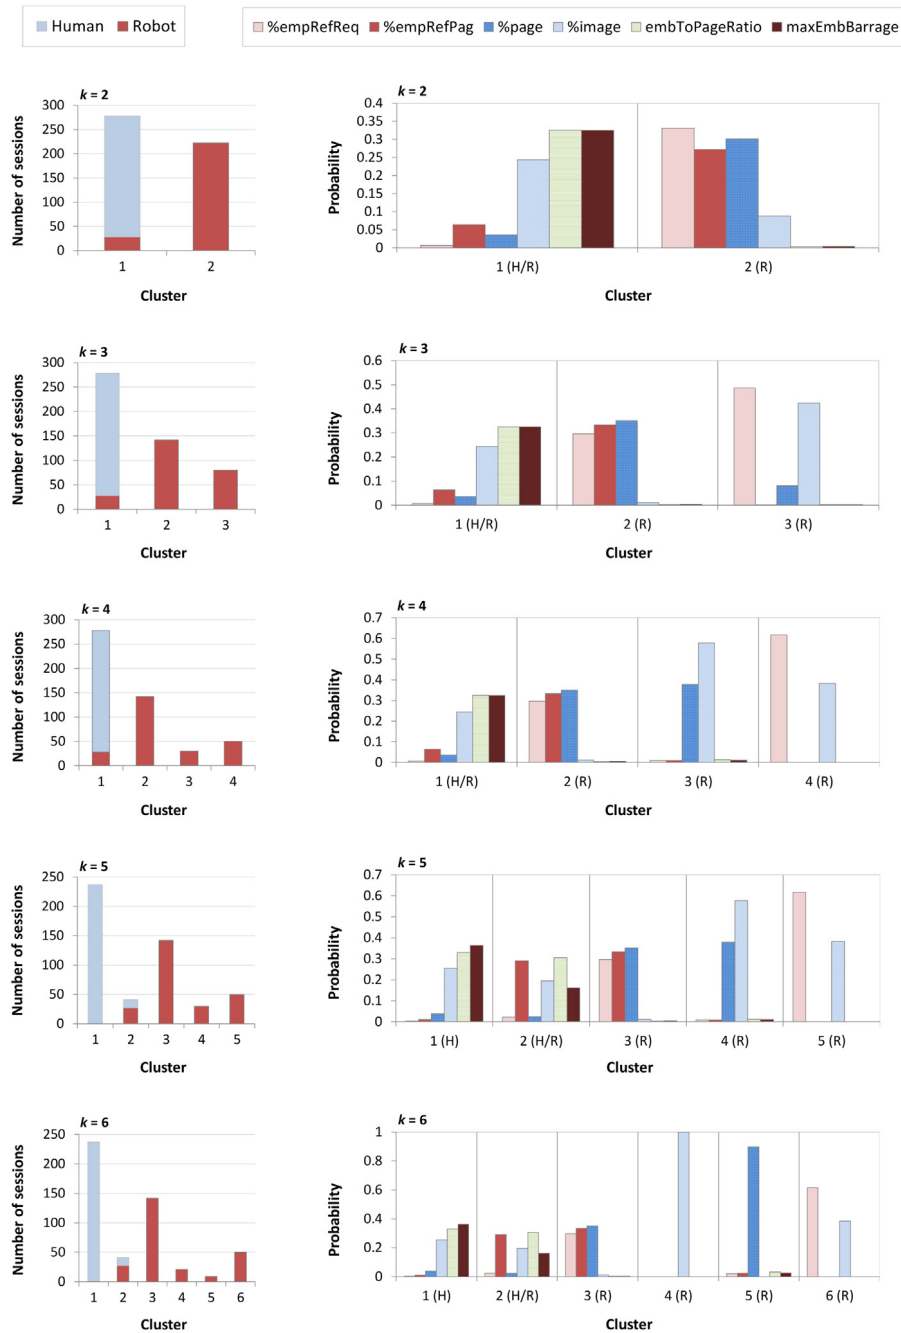 Human Robot
%empRefReq %empRefPag %page %image embToPageRatio maxEmbBarrage
k = 2
Number of sessions
300
250
200
150
100
50
0
1 2
Cluster
k = 2
Probability
0.4
0.35
0.3
0.25
0.2
0.15
0.1
0.05
0
1 (H/R) 2 (R)
Cluster
k = 3
Number of sessions
300
250
200
150
100
50
0
1 2 3
Cluster
k = 3
Probability
0.6
0.5
0.4
0.3
0.2
0.1
0
1 (H/R) 2 (R) 3 (R)
Cluster
k = 4
Number of sessions
300
250
200
150
100
50
0
1 2 3 4
Cluster
k = 4
Probability
0.7
0.6
0.5
0.4
0.3
0.2
0.1
0
1 (H/R) 2 (R) 3 (R) 4 (R)
Cluster
k = 5
Number of sessions
250
200
150
100
50
0
1 2 3 4 5
Cluster
k = 5
Probability
0.7
0.6
0.5
0.4
0.3
0.2
0.1
0
1 (H) 2 (H/R) 3 (R) 4 (R) 5 (R)
Cluster
k = 6
Number of sessions
250
200
150
100
50
0
1 2 3 4 5 6
Cluster
k = 6
Probability
1
0.8
0.6
0.4
0.2
0
1 (H) 2 (H/R) 3 (R) 4 (R) 5 (R) 6 (R)
Cluster